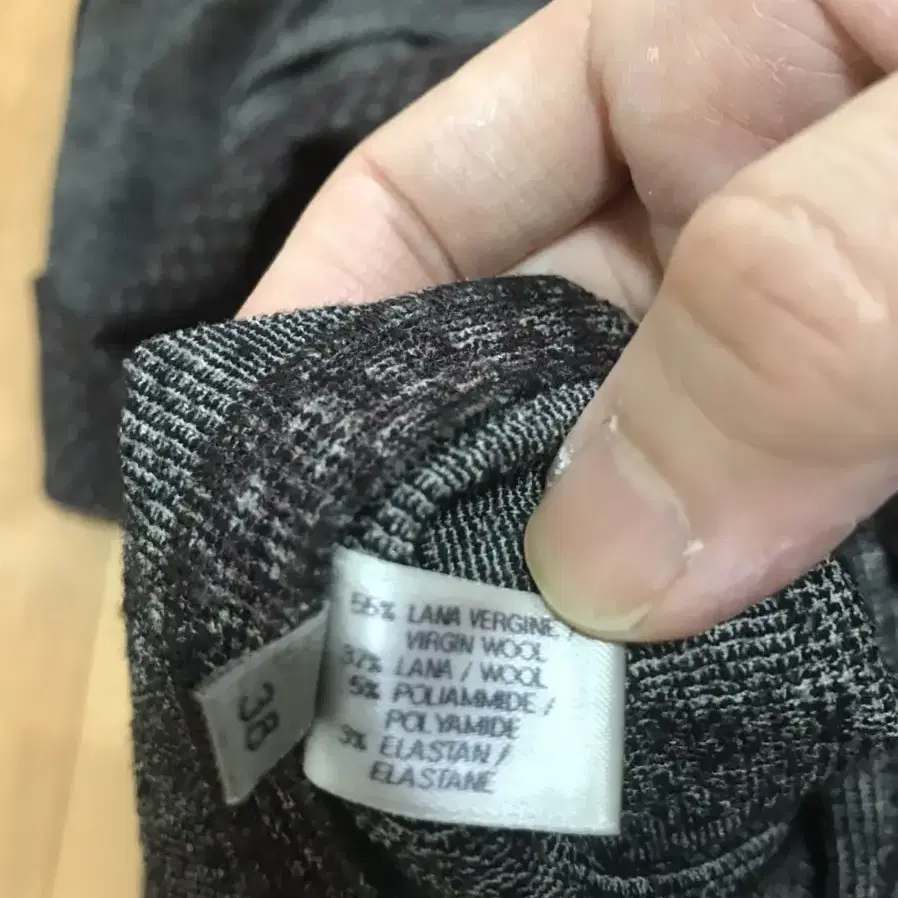 55% LANA VERGINE /
VIRGIN WOOL
37% LANA / WOOL
5% POLIAMMIDE /
POLYAMIDE
3% ELASTAN /
ELASTANE
38